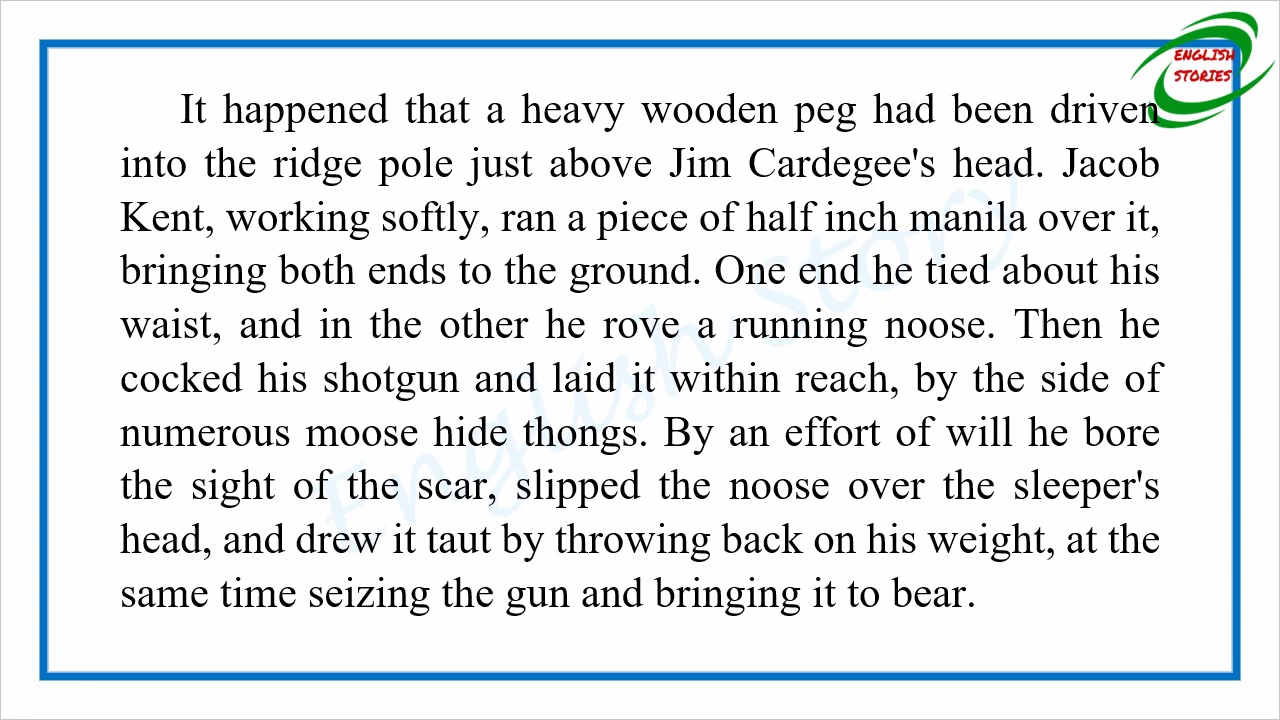 ENGLISH
STORIES
It happened that a heavy wooden peg had been driven
into the ridge pole just above Jim Cardegee's head. Jacob
Kent, working softly, ran a piece of half inch manila over it,
bringing both ends to the ground. One end he tied about his
waist, and in the other he rove a running noose. Then he
cocked his shotgun and laid it within reach, by the side of
numerous moose hide thongs. By an effort of will he bore
the sight of the scar, slipped the noose over the sleeper's
head, and drew it taut by throwing back on his weight, at the
same time seizing the gun and bringing it to bear.
English Story